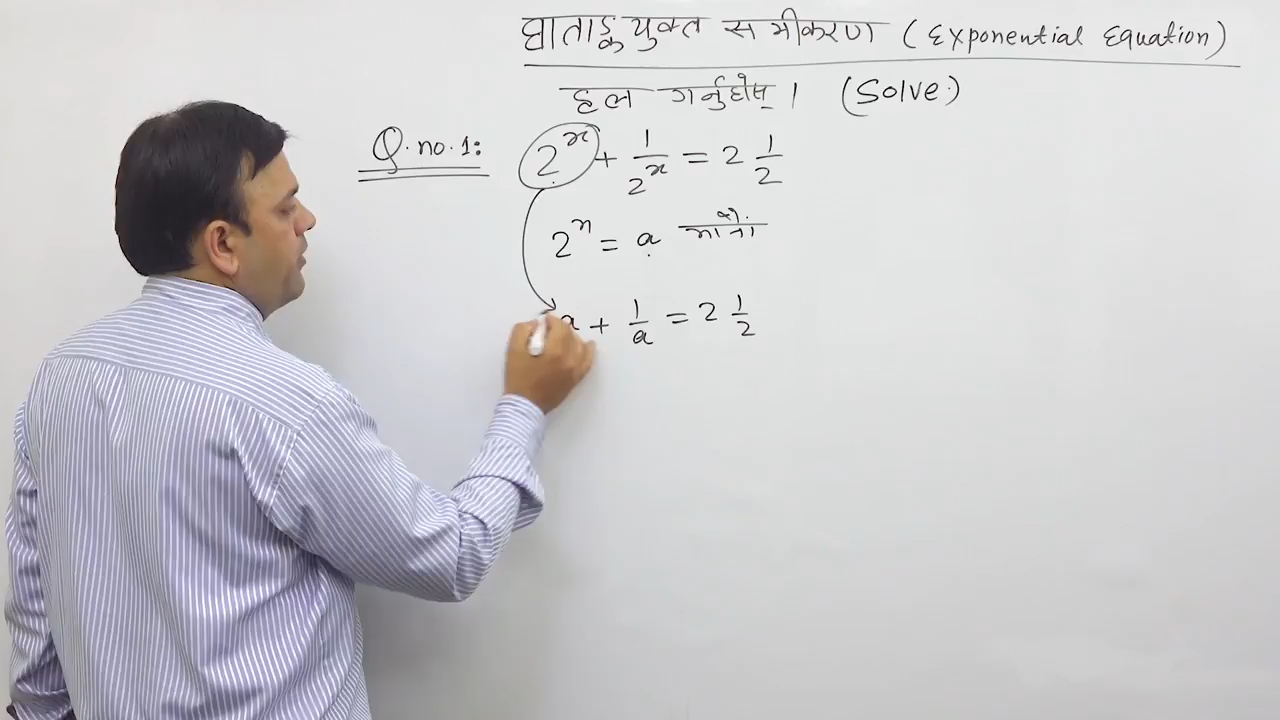 घाताङ्कयुक्त समीकरण (Exponential Equation)
हल गर्नुहोस् । (Solve.)
Q. no. 1: 2^x + 1/2^x = 2 1/2
2^x = a मानौं
a + 1/a = 2 1/2